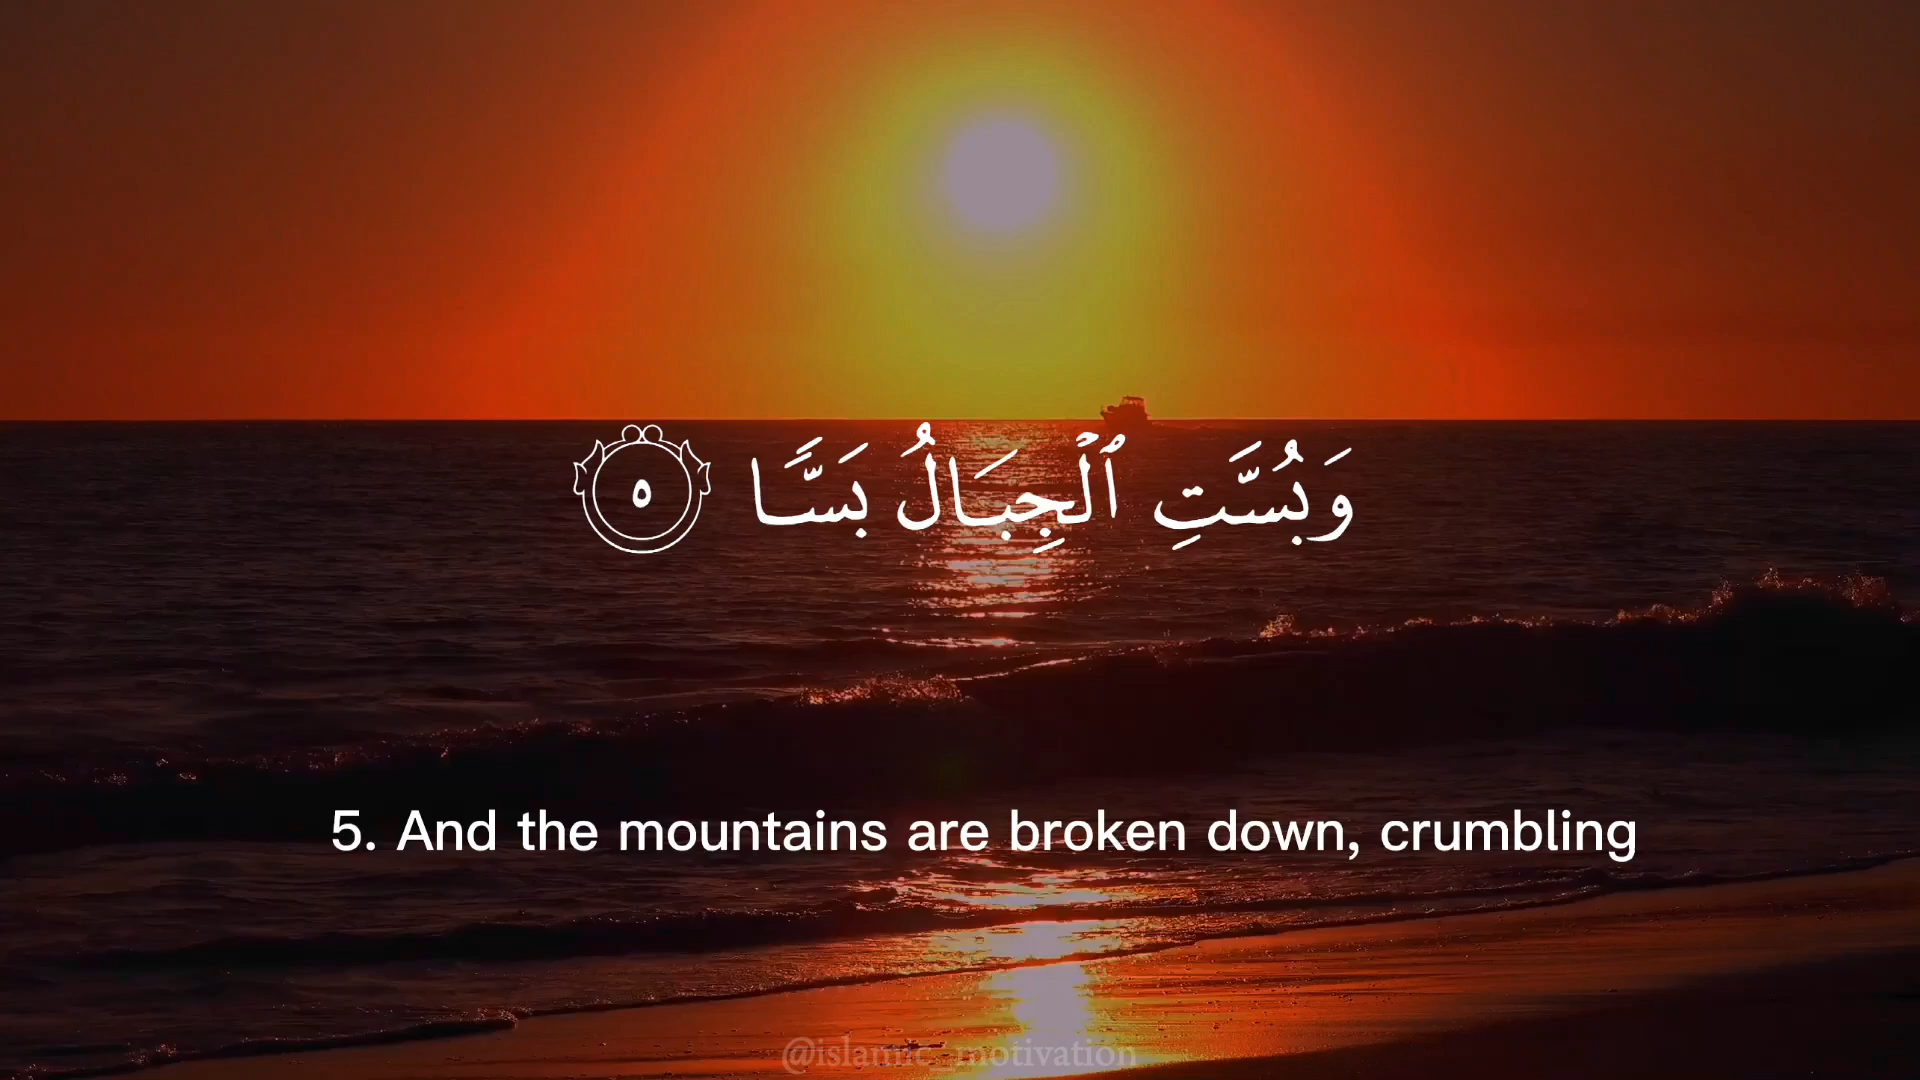 وَبُسَّتِ ٱلْجِبَالُ بَسًّا ٥
5. And the mountains are broken down, crumbling
@islamic_motivation